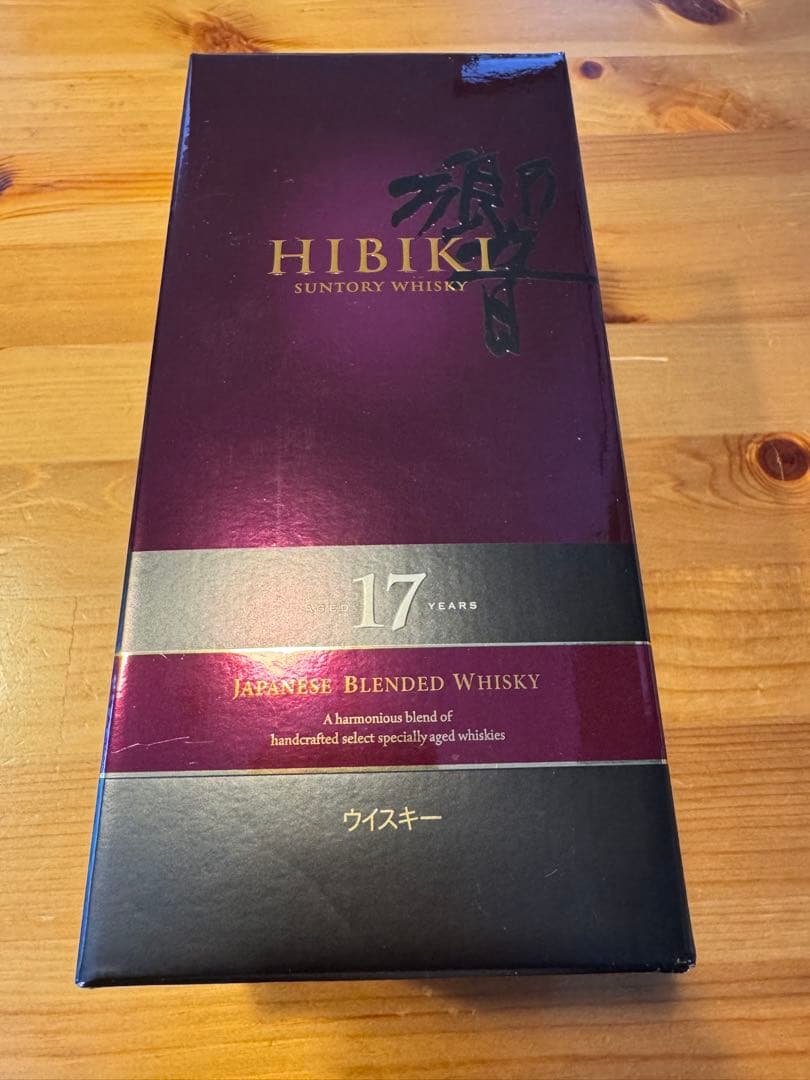 響
HIBIKI
SUNTORY WHISKY
AGED 17 YEARS
JAPANESE BLENDED WHISKY
A harmonious blend of
handcrafted select specially aged whiskies
ウイスキー